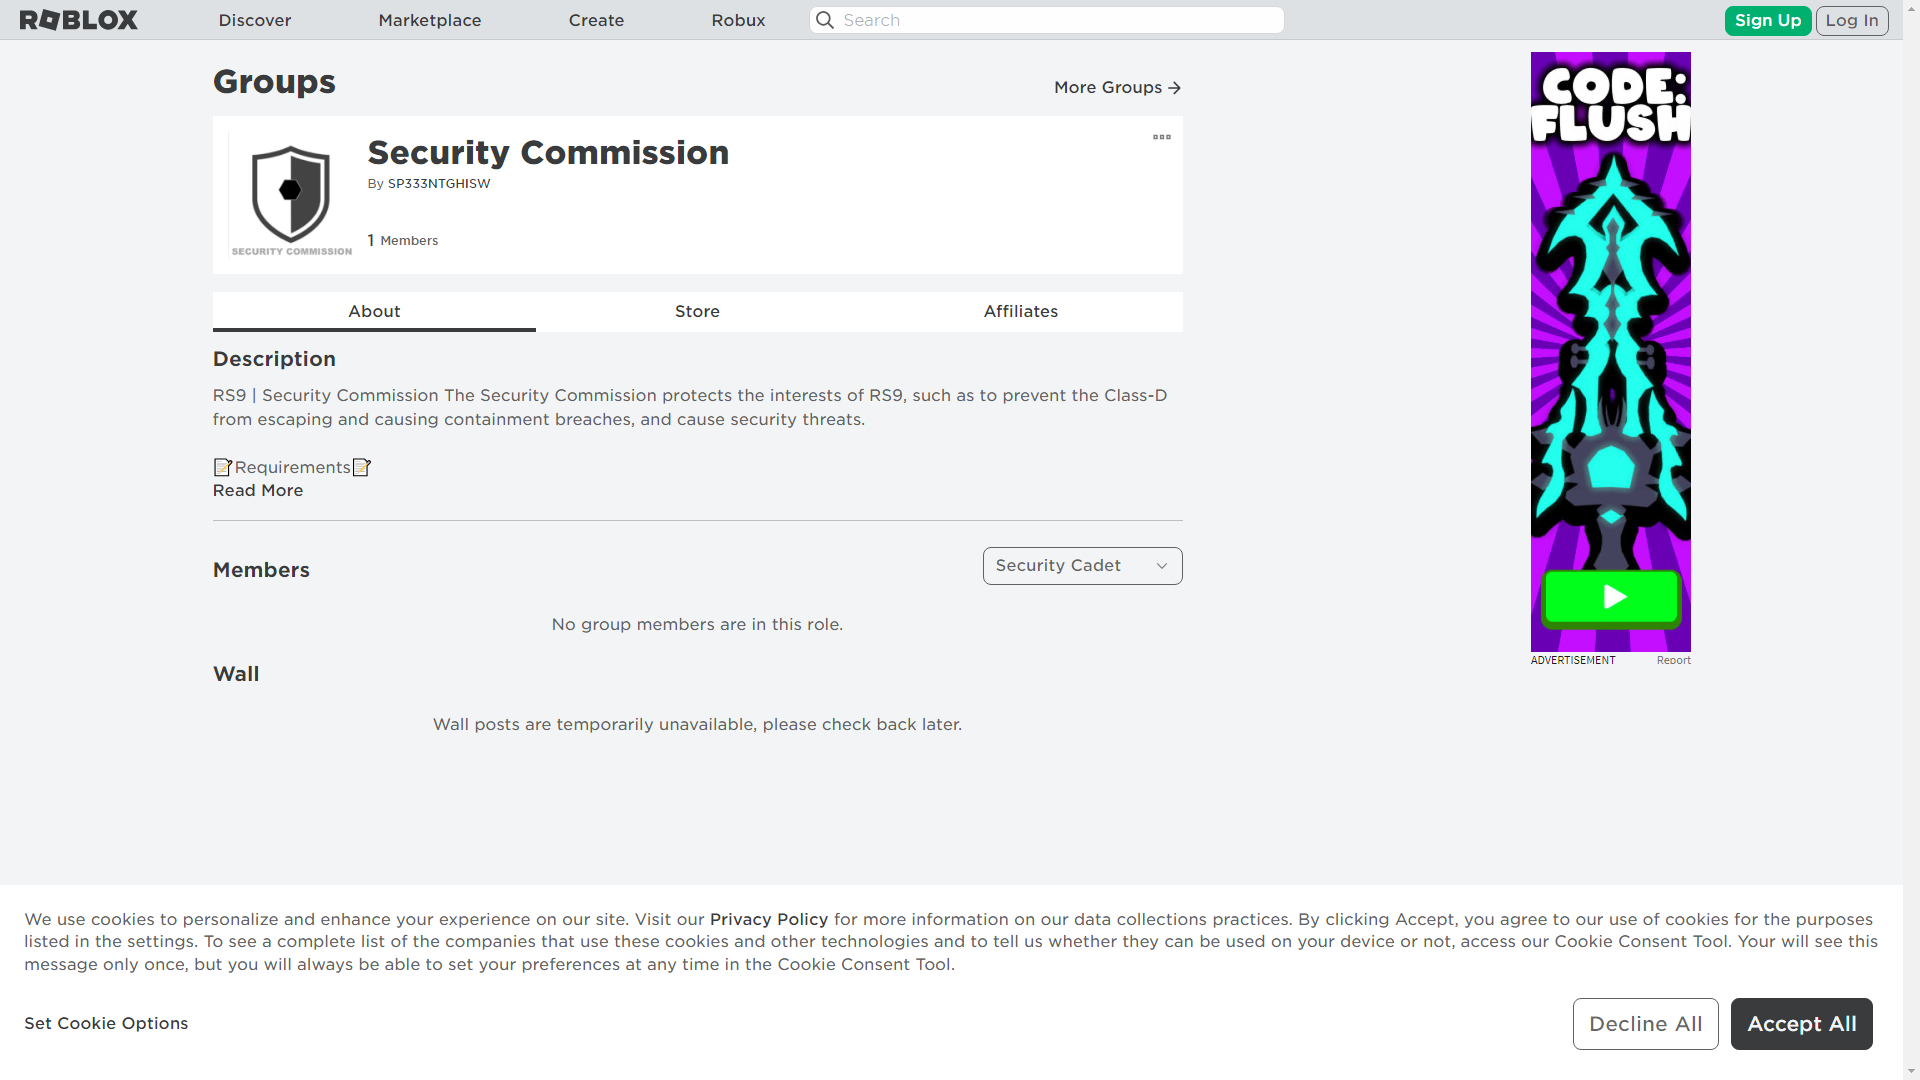 ROBLOX
Discover
Marketplace
Create
Robux
Search
Sign Up
Log In
Groups
More Groups
Security Commission
By SP333NTGHISW
1 Members
SECURITY COMMISSION
About
Store
Affiliates
Description
RS9 | Security Commission The Security Commission protects the interests of RS9, such as to prevent the Class-D
from escaping and causing containment breaches, and cause security threats.
📝Requirements📝
Read More
Members
Security Cadet
No group members are in this role.
Wall
Wall posts are temporarily unavailable, please check back later.
CODE:
FLUSH
ADVERTISEMENT
Report
We use cookies to personalize and enhance your experience on our site. Visit our Privacy Policy for more information on our data collections practices. By clicking Accept, you agree to our use of cookies for the purposes
listed in the settings. To see a complete list of the companies that use these cookies and other technologies and to tell us whether they can be used on your device or not, access our Cookie Consent Tool. Your will see this
message only once, but you will always be able to set your preferences at any time in the Cookie Consent Tool.
Set Cookie Options
Decline All
Accept All